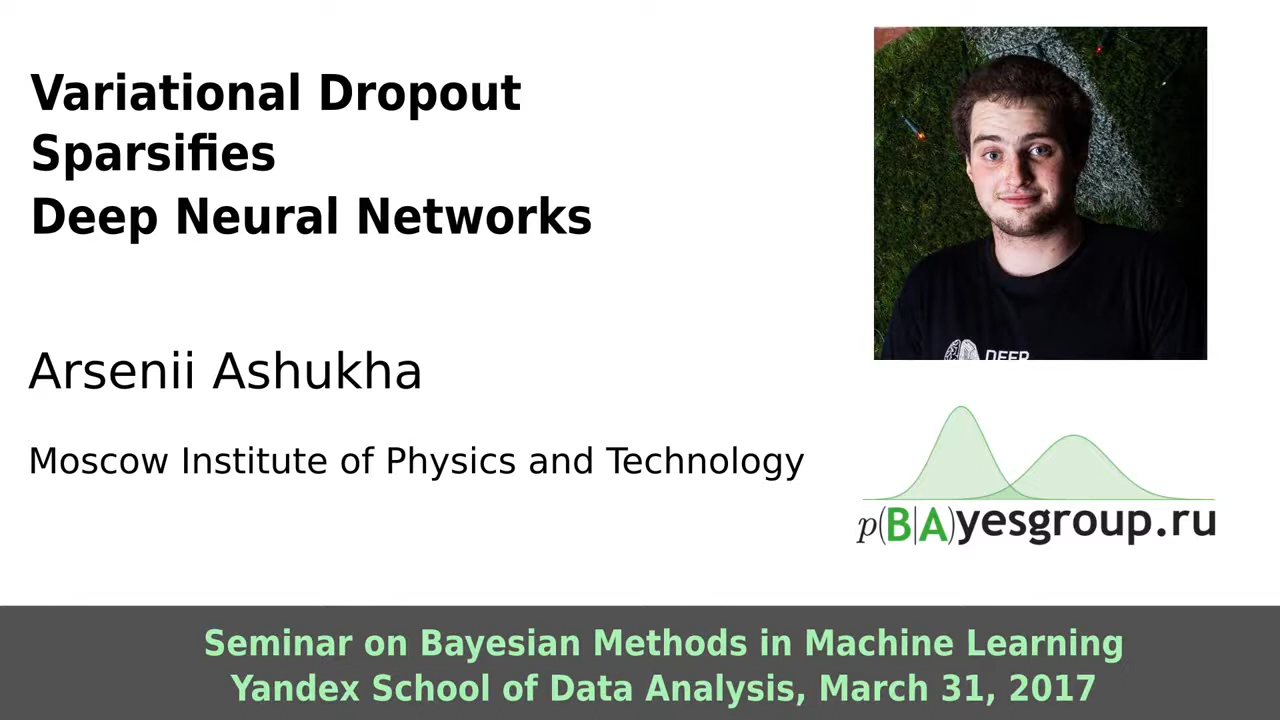 Variational Dropout
Sparsifies
Deep Neural Networks
Arsenii Ashukha
Moscow Institute of Physics and Technology
DEEP
p(B|A)yesgroup.ru
Seminar on Bayesian Methods in Machine Learning
Yandex School of Data Analysis, March 31, 2017